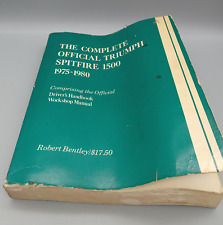 THE COMPLETE
OFFICIAL TRIUMPH
SPITFIRE 1500
1975-1980
Comprising the Official
Driver's Handbook
Workshop Manual
Robert Bentley/$17.50